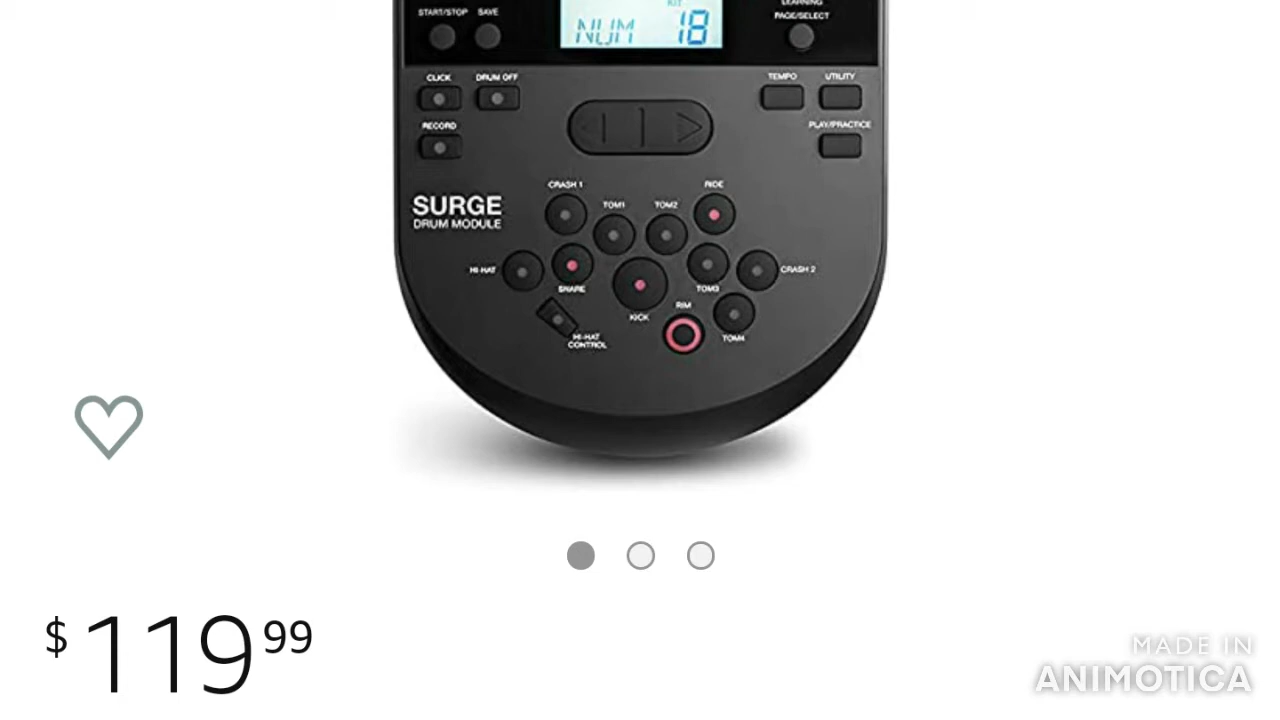 LEARNING
START/STOP SAVE
PAGE/SELECT
KIT
NUM 18
CLICK DRUM OFF
TEMPO UTILITY
RECORD
PLAY/PRACTICE
CRASH 1
RIDE
TOM1 TOM2
SURGE
DRUM MODULE
HI-HAT
CRASH 2
SNARE
TOM3
RIM
KICK
HI-HAT
CONTROL
TOM4
$119 99
MADE IN
ANIMOTICA